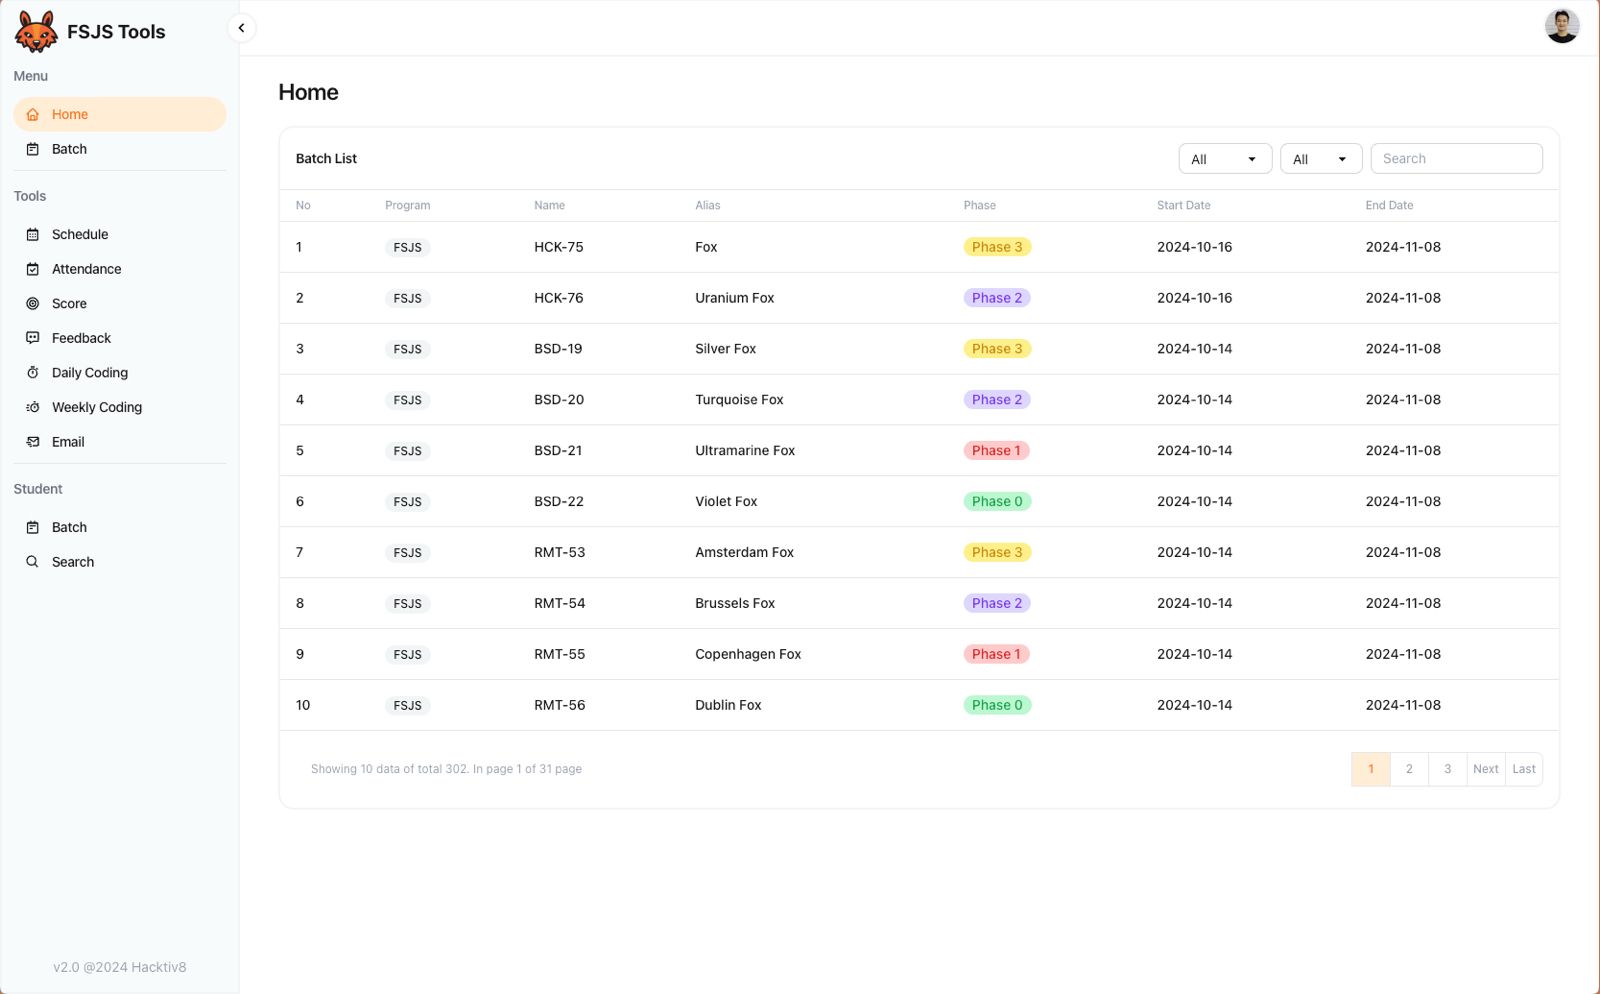 FSJS Tools
Menu
Home
Batch
Tools
Schedule
Attendance
Score
Feedback
Daily Coding
Weekly Coding
Email
Student
Batch
Search
v2.0 @2024 Hacktiv8
Home
Batch List All All Search
No Program Name Alias Phase Start Date End Date
1 FSJS HCK-75 Fox Phase 3 2024-10-16 2024-11-08
2 FSJS HCK-76 Uranium Fox Phase 2 2024-10-16 2024-11-08
3 FSJS BSD-19 Silver Fox Phase 3 2024-10-14 2024-11-08
4 FSJS BSD-20 Turquoise Fox Phase 2 2024-10-14 2024-11-08
5 FSJS BSD-21 Ultramarine Fox Phase 1 2024-10-14 2024-11-08
6 FSJS BSD-22 Violet Fox Phase 0 2024-10-14 2024-11-08
7 FSJS RMT-53 Amsterdam Fox Phase 3 2024-10-14 2024-11-08
8 FSJS RMT-54 Brussels Fox Phase 2 2024-10-14 2024-11-08
9 FSJS RMT-55 Copenhagen Fox Phase 1 2024-10-14 2024-11-08
10 FSJS RMT-56 Dublin Fox Phase 0 2024-10-14 2024-11-08
Showing 10 data of total 302. In page 1 of 31 page 1 2 3 Next Last